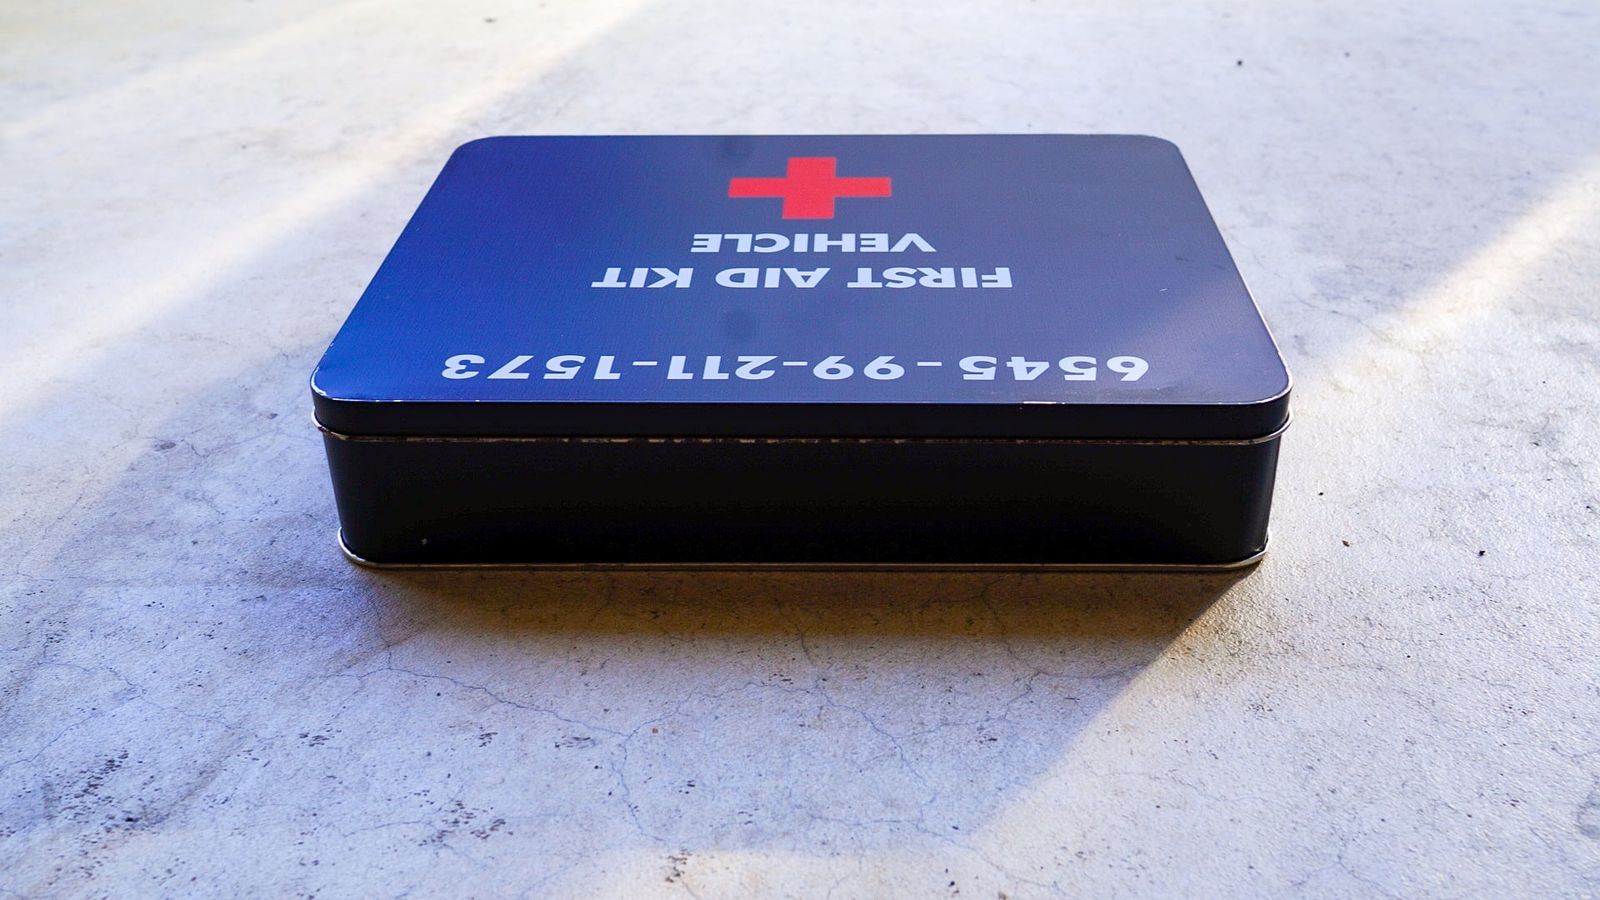 6545-99-211-1573
FIRST AID KIT
VEHICLE